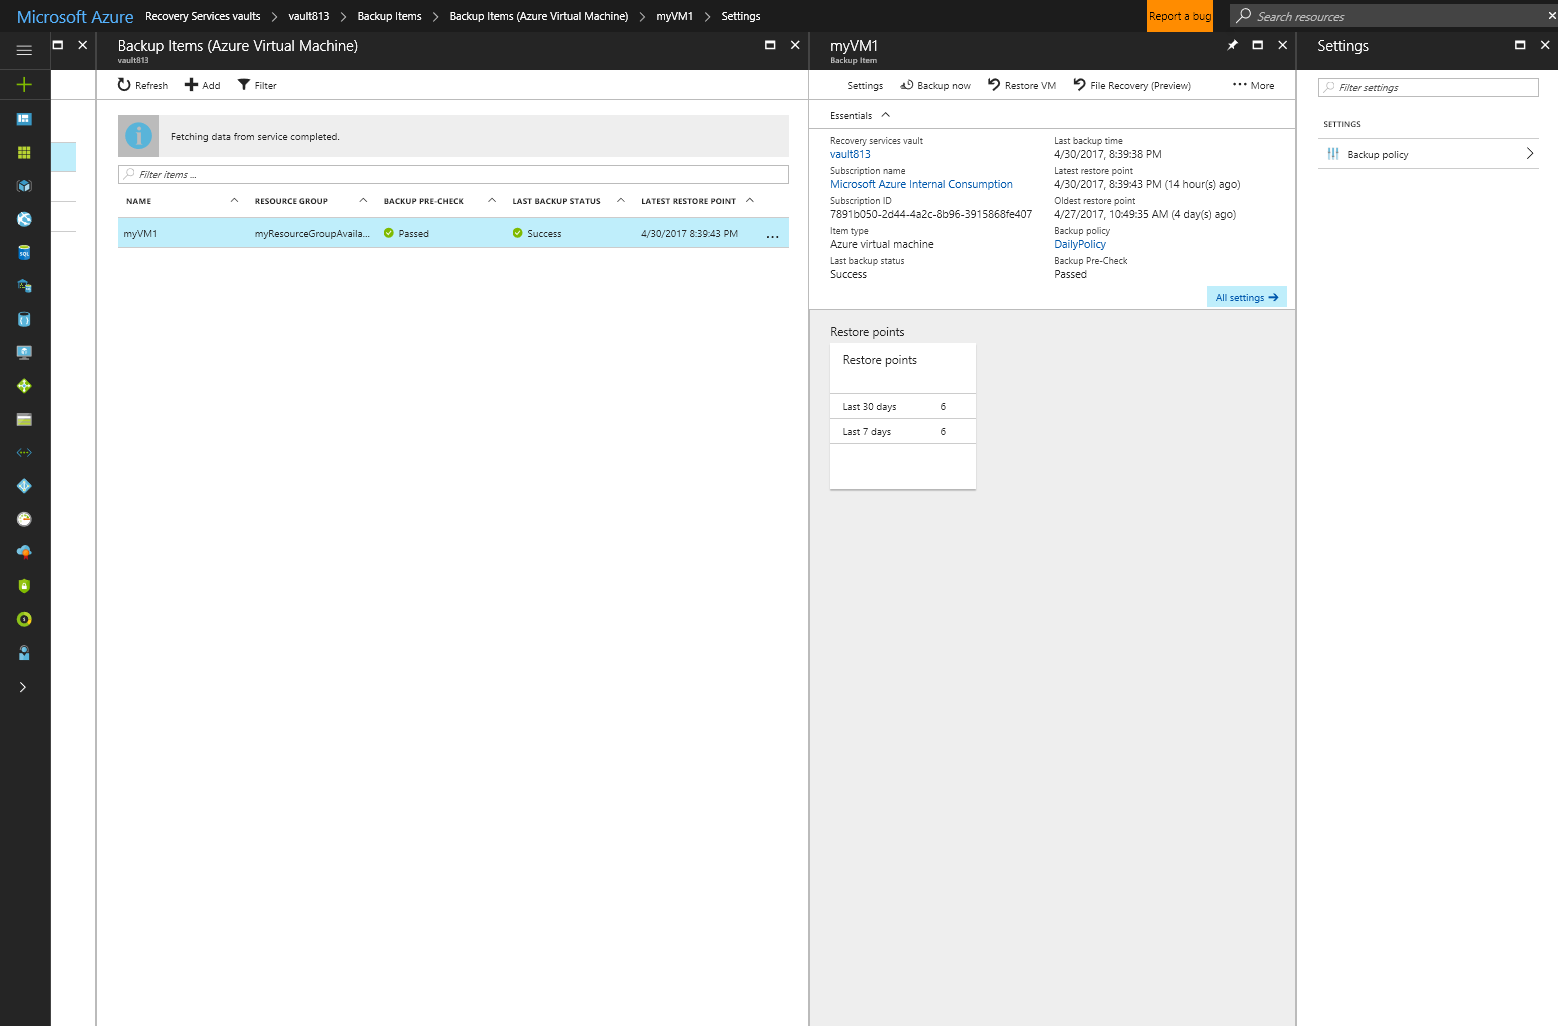 Microsoft Azure Recovery Services vaults > vault813 > Backup Items > Backup Items (Azure Virtual Machine) > myVM1 > Settings
Report a bug
Search resources
Backup Items (Azure Virtual Machine)
vault813
Refresh
Add
Filter
Fetching data from service completed.
Filter items ...
NAME
RESOURCE GROUP
BACKUP PRE-CHECK
LAST BACKUP STATUS
LATEST RESTORE POINT
myVM1
myResourceGroupAvaila...
Passed
Success
4/30/2017 8:39:43 PM
...
myVM1
Backup Item
Settings
Backup now
Restore VM
File Recovery (Preview)
More
Essentials
Recovery services vault
vault813
Subscription name
Microsoft Azure Internal Consumption
Subscription ID
7891b050-2d44-4a2c-8b96-3915868fe407
Item type
Azure virtual machine
Last backup status
Success
Last backup time
4/30/2017, 8:39:38 PM
Latest restore point
4/30/2017, 8:39:43 PM (14 hour(s) ago)
Oldest restore point
4/27/2017, 10:49:35 AM (4 day(s) ago)
Backup policy
DailyPolicy
Backup Pre-Check
Passed
All settings
Restore points
Restore points
Last 30 days 6
Last 7 days 6
Settings
Filter settings
SETTINGS
Backup policy
SQL